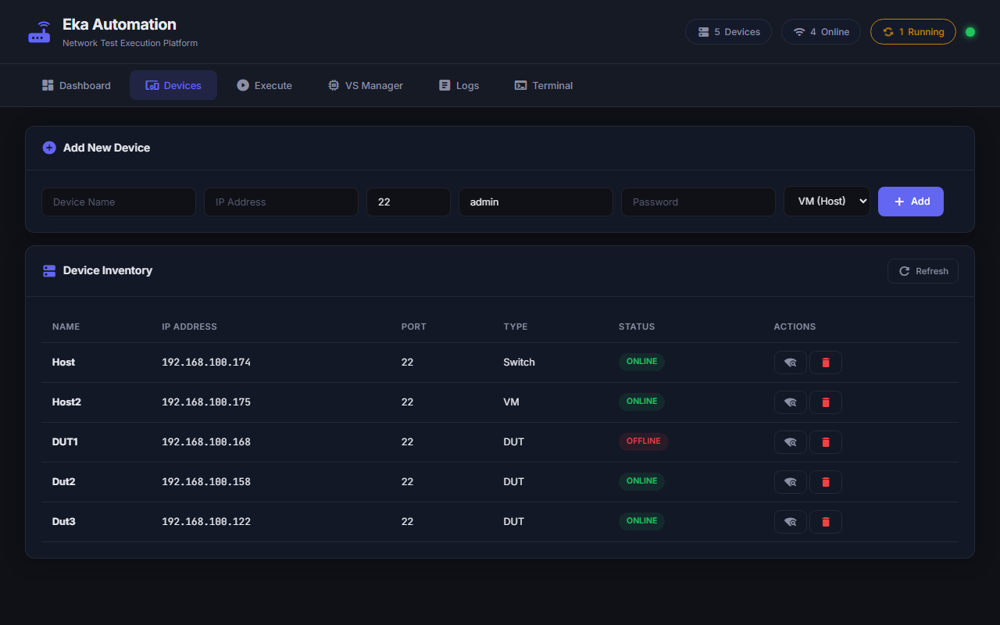 Eka Automation
Network Test Execution Platform
5 Devices
4 Online
1 Running
Dashboard
Devices
Execute
VS Manager
Logs
Terminal
Add New Device
Device Name
IP Address
22
admin
Password
VM (Host)
Add
Device Inventory
Refresh
NAME IP ADDRESS PORT TYPE STATUS ACTIONS
Host 192.168.100.174 22 Switch ONLINE
Host2 192.168.100.175 22 VM ONLINE
DUT1 192.168.100.168 22 DUT OFFLINE
Dut2 192.168.100.158 22 DUT ONLINE
Dut3 192.168.100.122 22 DUT ONLINE